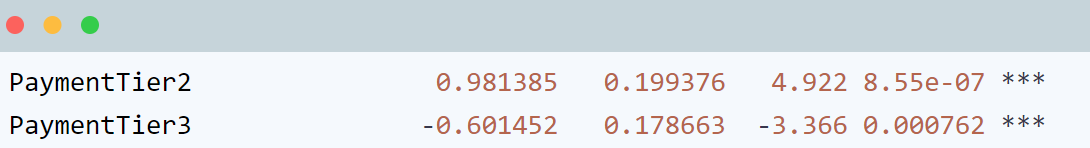 PaymentTier2 0.981385 0.199376 4.922 8.55e-07 ***
PaymentTier3 -0.601452 0.178663 -3.366 0.000762 ***